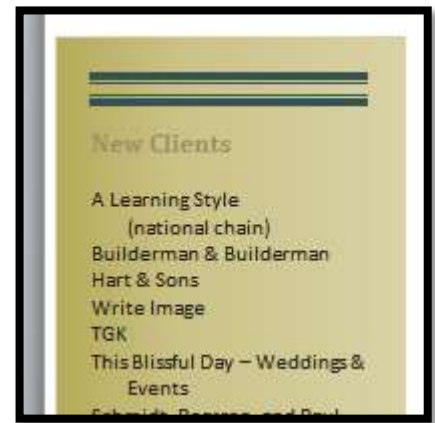 New Clients
A Learning Style
(national chain)
Builderman & Builderman
Hart & Sons
Write Image
TGK
This Blissful Day – Weddings &
Events